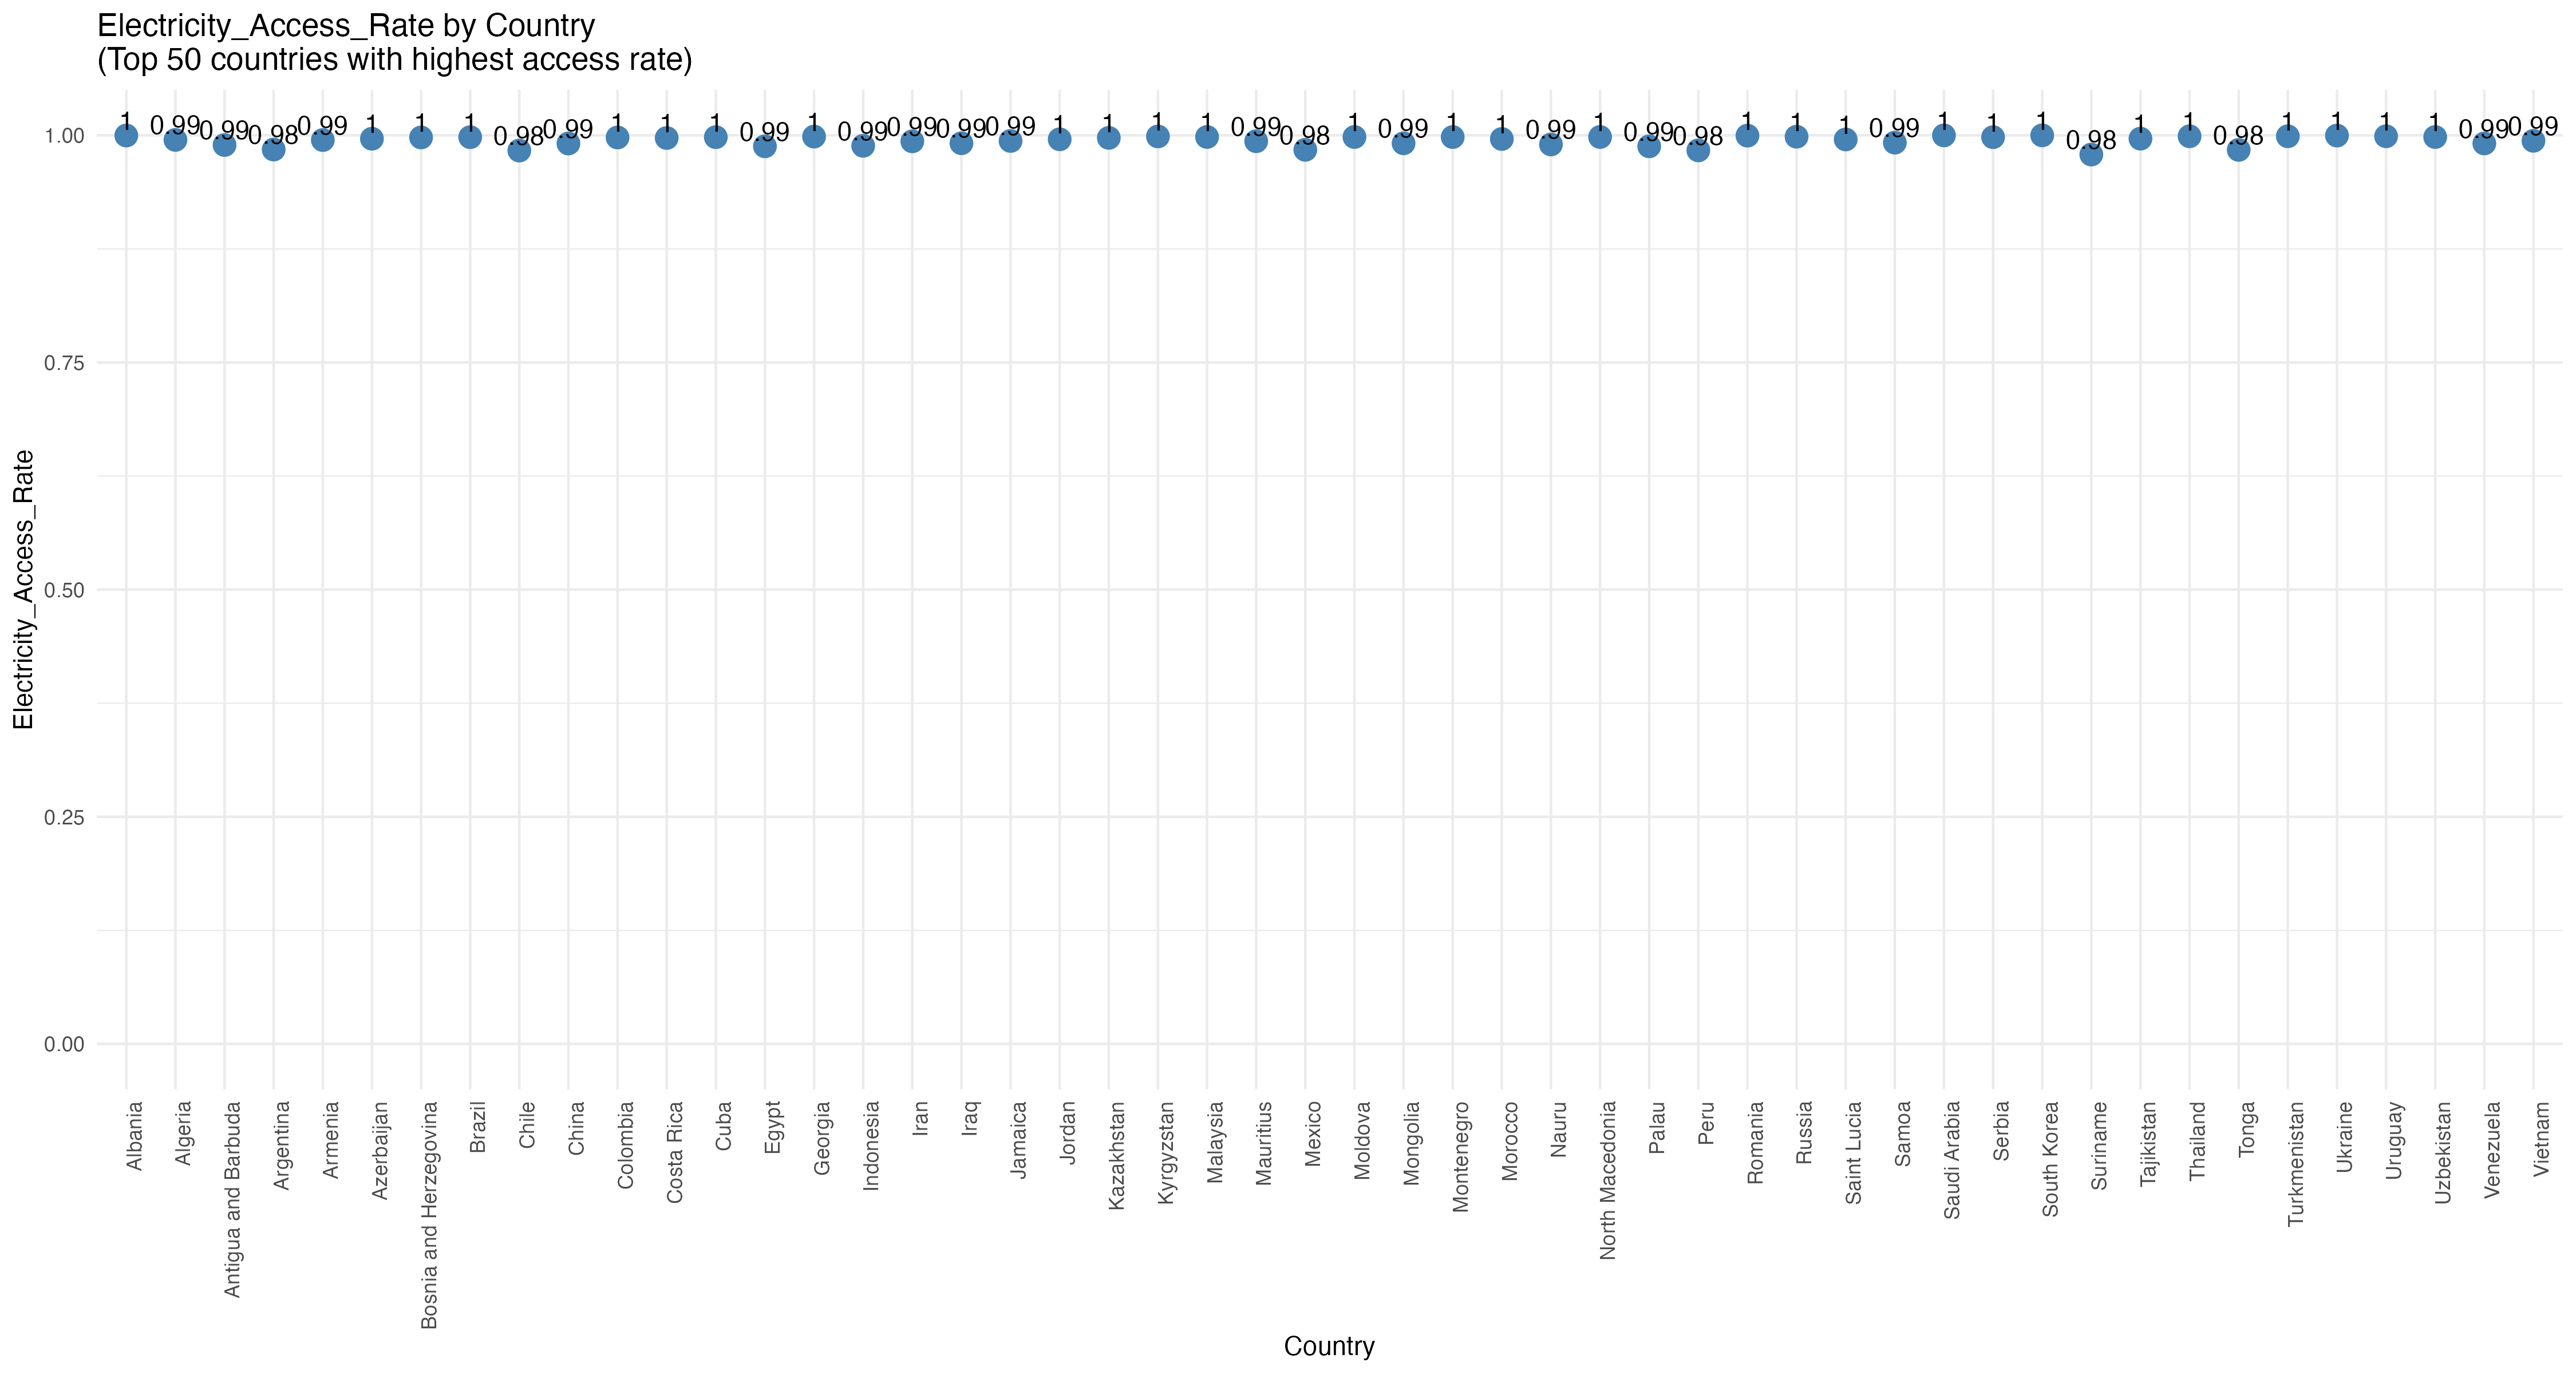 Electricity_Access_Rate by Country
(Top 50 countries with highest access rate)
1 0.99 0.99 0.98 0.99 1 1 1 0.98 0.99 1 1 1 0.99 1 0.99 0.99 0.99 0.99 1 1 1 1 0.99 0.98 1 0.99 1 1 0.99 1 0.99 0.98 1 1 1 0.99 1 1 1 0.98 1 1 0.98 1 1 1 1 0.99 0.99
1.00
0.75
0.50
0.25
0.00
Electricity_Access_Rate
Albania
Algeria
Antigua and Barbuda
Argentina
Armenia
Azerbaijan
Bosnia and Herzegovina
Brazil
Chile
China
Colombia
Costa Rica
Cuba
Egypt
Georgia
Indonesia
Iran
Iraq
Jamaica
Jordan
Kazakhstan
Kyrgyzstan
Malaysia
Mauritius
Mexico
Moldova
Mongolia
Montenegro
Morocco
Nauru
North Macedonia
Palau
Peru
Romania
Russia
Saint Lucia
Samoa
Saudi Arabia
Serbia
South Korea
Suriname
Tajikistan
Thailand
Tonga
Turkmenistan
Ukraine
Uruguay
Uzbekistan
Venezuela
Vietnam
Country